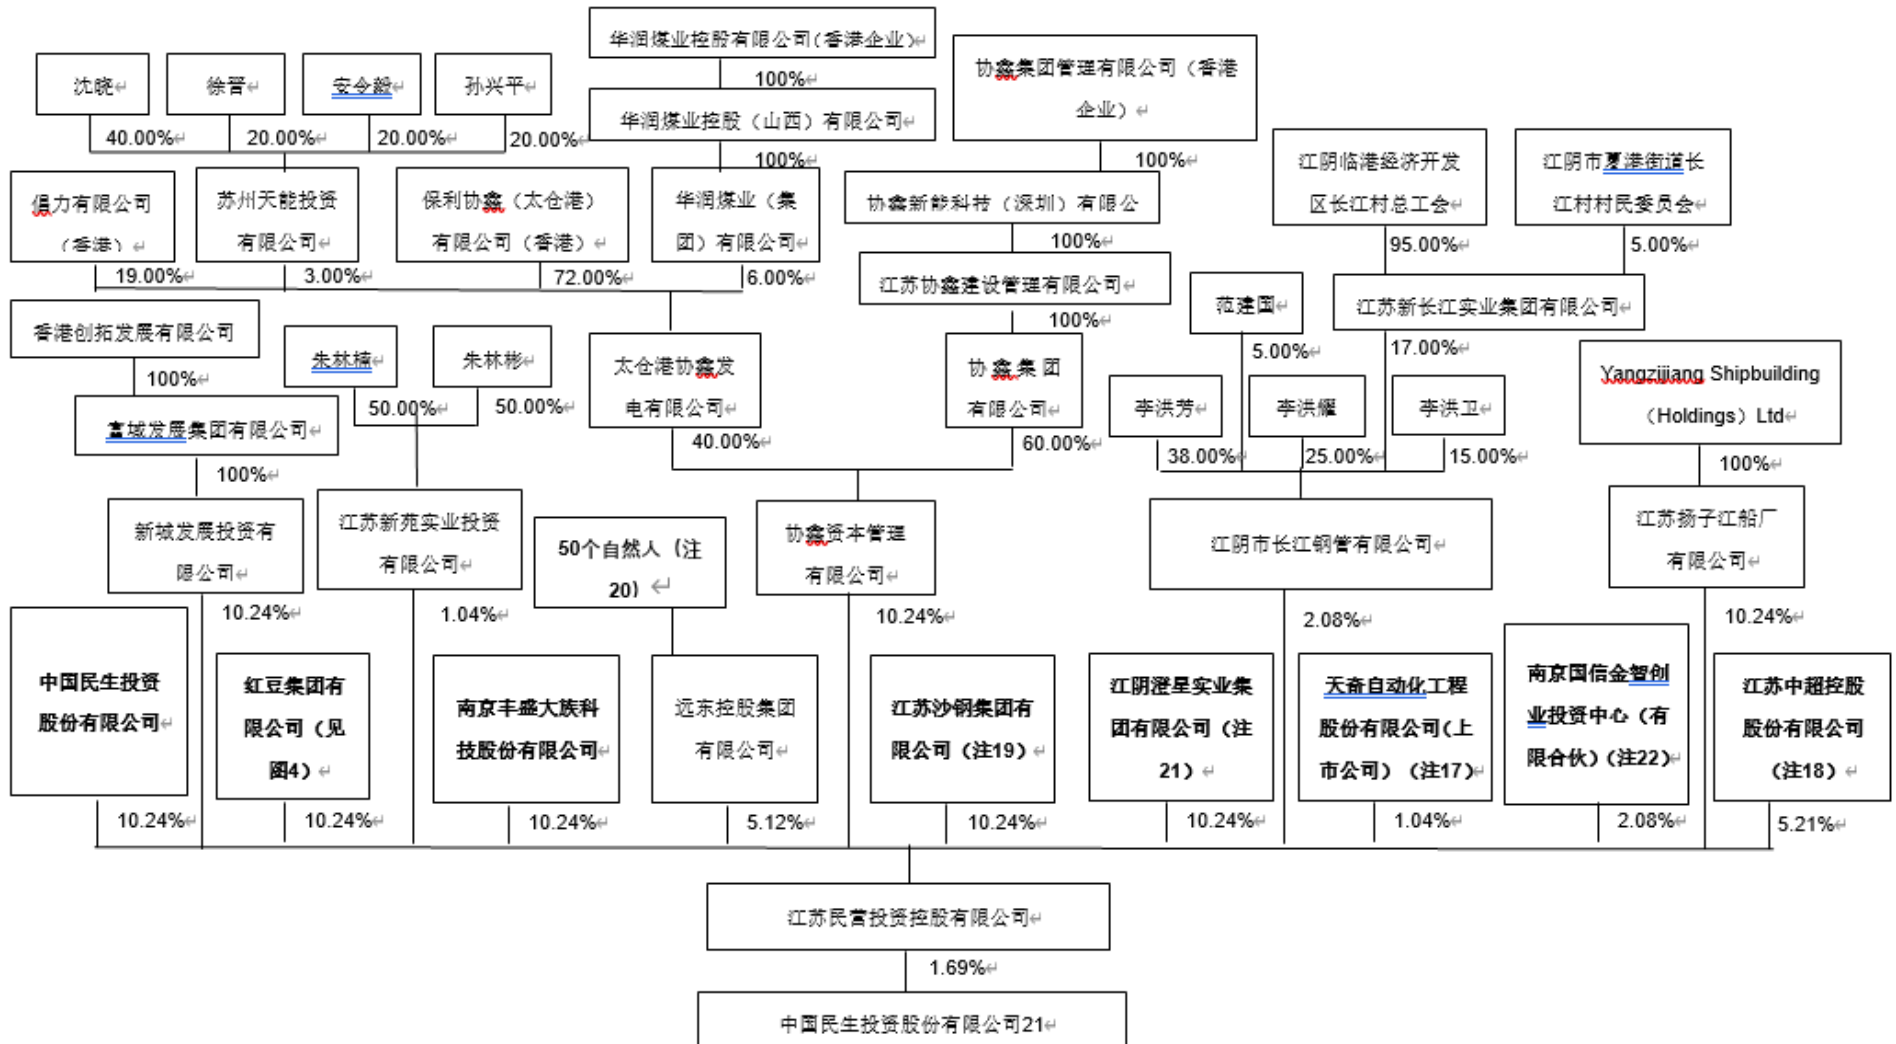 华润煤业控股有限公司(香港企业)
100%
华润煤业控股（山西）有限公司
100%
协鑫集团管理有限公司（香港
企业）
100%
沈晓
徐晋
安令毅
孙兴平
40.00%
20.00%
20.00%
20.00%
江阴临港经济开发
区长江村总工会
江阴市夏港街道长
江村村民委员会
95.00%
5.00%
倡力有限公司
（香港）
苏州天能投资
有限公司
保利协鑫（太仓港）
有限公司（香港）
华润煤业（集
团）有限公司
协鑫新能科技（深圳）有限公
100%
19.00%
3.00%
72.00%
6.00%
江苏协鑫建设管理有限公司
100%
范建国
5.00%
江苏新长江实业集团有限公司
17.00%
香港创拓发展有限公司
100%
朱林楠
朱林彬
50.00%
50.00%
太仓港协鑫发
电有限公司
40.00%
协鑫集团
有限公司
60.00%
李洪芳
李洪耀
李洪卫
38.00%
25.00%
15.00%
Yangzijiang Shipbuilding
（Holdings）Ltd
100%
富域发展集团有限公司
100%
新城发展投资有
限公司
10.24%
江苏新苑实业投资
有限公司
1.04%
50个自然人（注
20）
协鑫资本管理
有限公司
10.24%
江阴市长江钢管有限公司
2.08%
江苏扬子江船厂
有限公司
10.24%
中国民生投资
股份有限公司
红豆集团有
限公司（见
图4）
南京丰盛大族科
技股份有限公司
远东控股集团
有限公司
江苏沙钢集团有
限公司（注19）
江阴澄星实业集
团有限公司（注
21）
天奇自动化工程
股份有限公司(上
市公司）（注17）
南京国信金智创
业投资中心（有
限合伙）（注22）
江苏中超控股
股份有限公司
（注18）
10.24%
10.24%
10.24%
5.12%
10.24%
10.24%
1.04%
2.08%
5.21%
江苏民营投资控股有限公司
1.69%
中国民生投资股份有限公司21